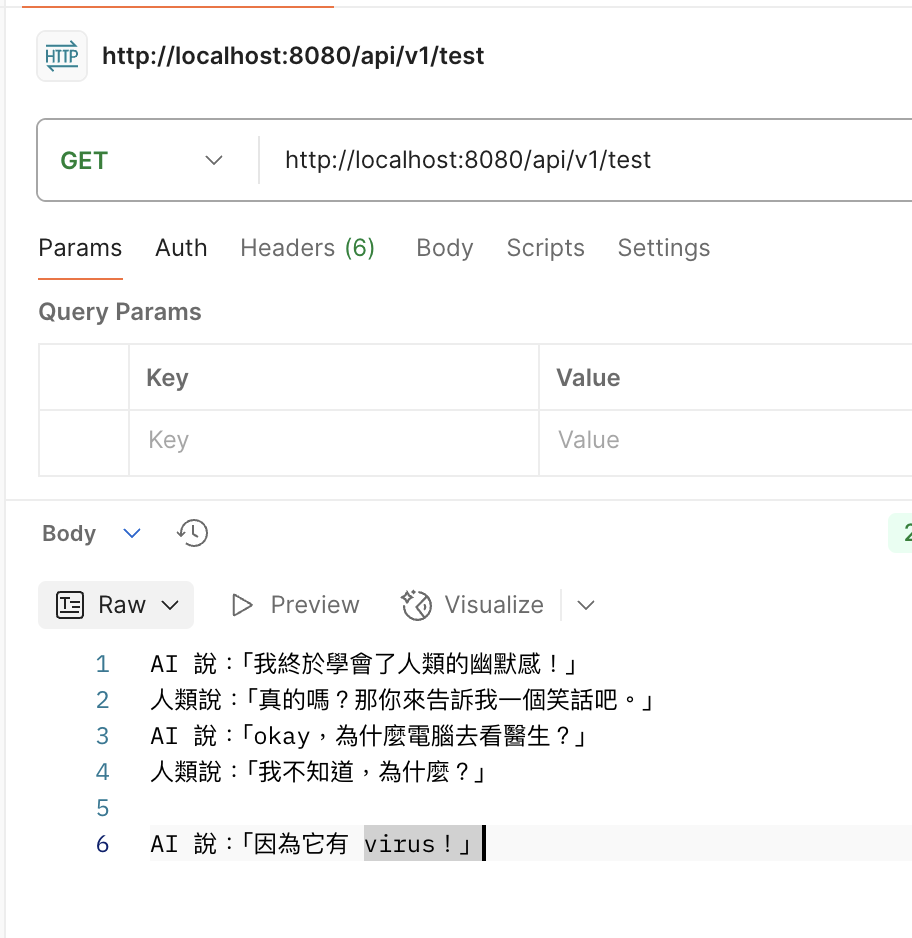 HTTP
http://localhost:8080/api/v1/test
GET
http://localhost:8080/api/v1/test
Params Auth Headers (6) Body Scripts Settings
Query Params
Key Value
Key Value
Body
2
Raw Preview Visualize
1 AI 說：「我終於學會了人類的幽默感！」
2 人類說：「真的嗎？那你來告訴我一個笑話吧。」
3 AI 說：「okay，為什麼電腦去看醫生？」
4 人類說：「我不知道，為什麼？」
5
6 AI 說：「因為它有 virus！」